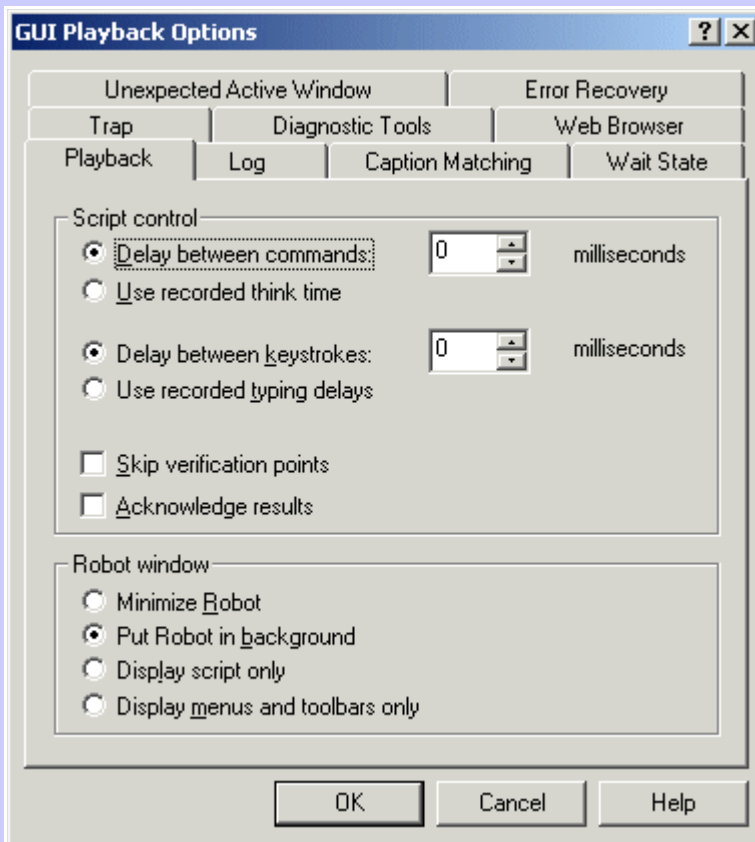 GUI Playback Options
Unexpected Active Window Error Recovery
Trap Diagnostic Tools Web Browser
Playback Log Caption Matching Wait State
Script control
Delay between commands: 0 milliseconds
Use recorded think time
Delay between keystrokes: 0 milliseconds
Use recorded typing delays
Skip verification points
Acknowledge results
Robot window
Minimize Robot
Put Robot in background
Display script only
Display menus and toolbars only
OK Cancel Help